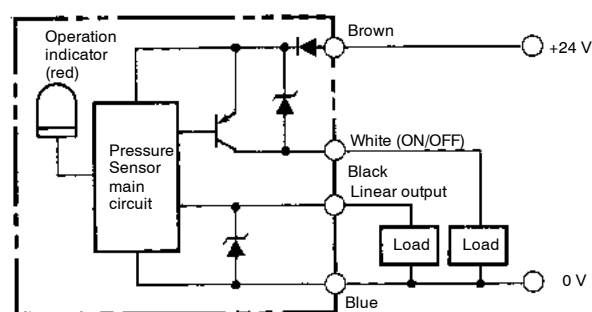 Operation
indicator
(red)
Brown
+24 V
Pressure
Sensor
main
circuit
White (ON/OFF)
Black
Linear output
Load
Load
Blue
0 V